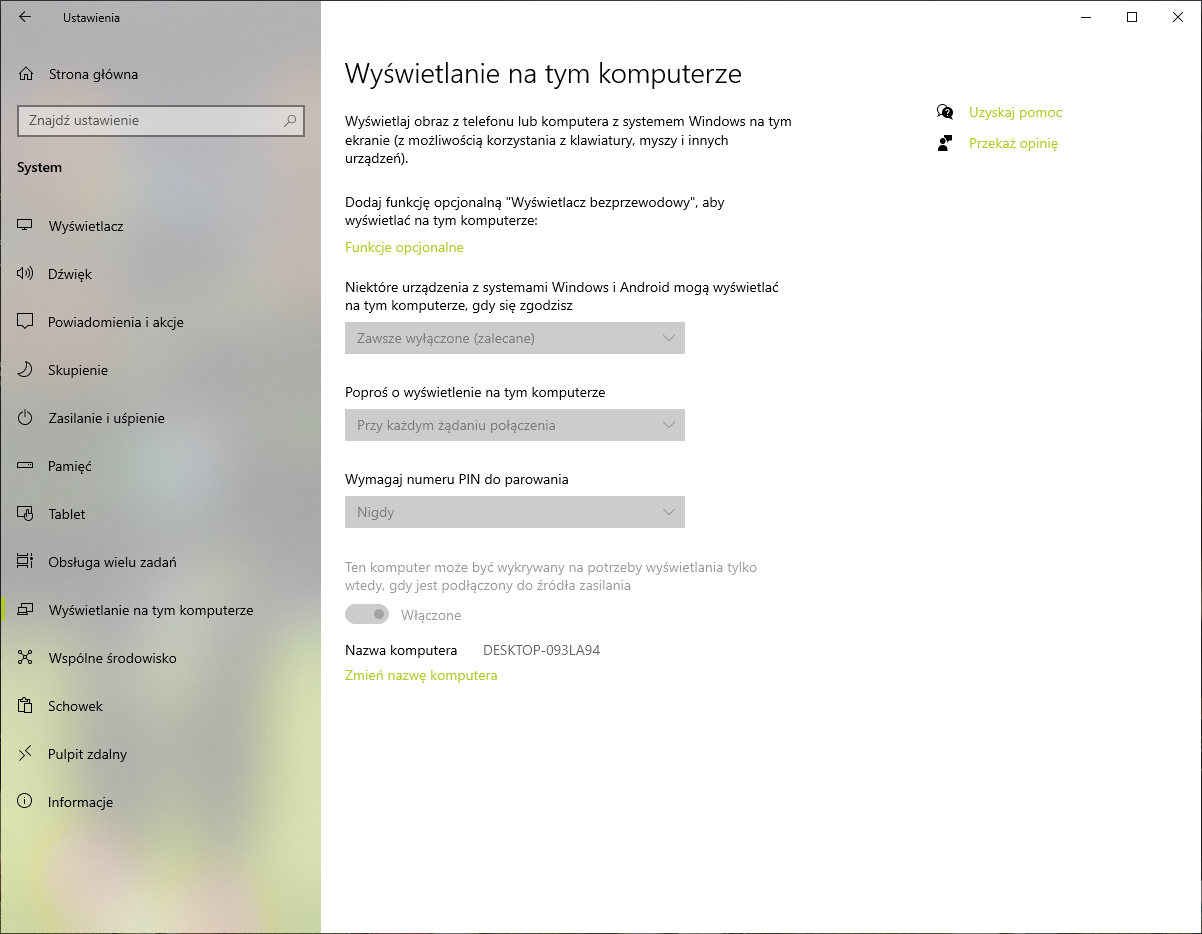 Ustawienia
Strona główna
Znajdź ustawienie
System
Wyświetlacz
Dźwięk
Powiadomienia i akcje
Skupienie
Zasilanie i uśpienie
Pamięć
Tablet
Obsługa wielu zadań
Wyświetlanie na tym komputerze
Wspólne środowisko
Schowek
Pulpit zdalny
Informacje
Wyświetlanie na tym komputerze
Wyświetlaj obraz z telefonu lub komputera z systemem Windows na tym
ekranie (z możliwością korzystania z klawiatury, myszy i innych
urządzeń).
Dodaj funkcję opcjonalną "Wyświetlacz bezprzewodowy", aby
wyświetlać na tym komputerze:
Funkcje opcjonalne
Niektóre urządzenia z systemami Windows i Android mogą wyświetlać
na tym komputerze, gdy się zgodzisz
Zawsze wyłączone (zalecane)
Poproś o wyświetlenie na tym komputerze
Przy każdym żądaniu połączenia
Wymagaj numeru PIN do parowania
Nigdy
Ten komputer może być wykrywany na potrzeby wyświetlania tylko
wtedy, gdy jest podłączony do źródła zasilania
Włączone
Nazwa komputera DESKTOP-093LA94
Zmień nazwę komputera
Uzyskaj pomoc
Przekaż opinię